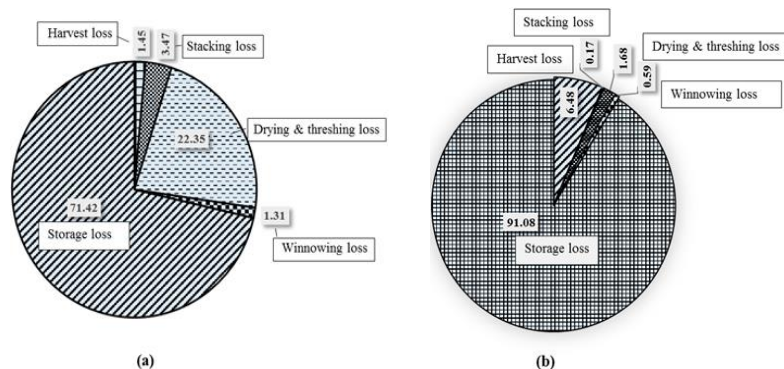 Harvest loss
1.45
3.47
Stacking loss
22.35
Drying & threshing loss
71.42
Storage loss
1.31
Winnowing loss
(a)
Stacking loss
Harvest loss
0.17
1.68
Drying & threshing loss
0.59
Winnowing loss
6.48
91.08
Storage loss
(b)